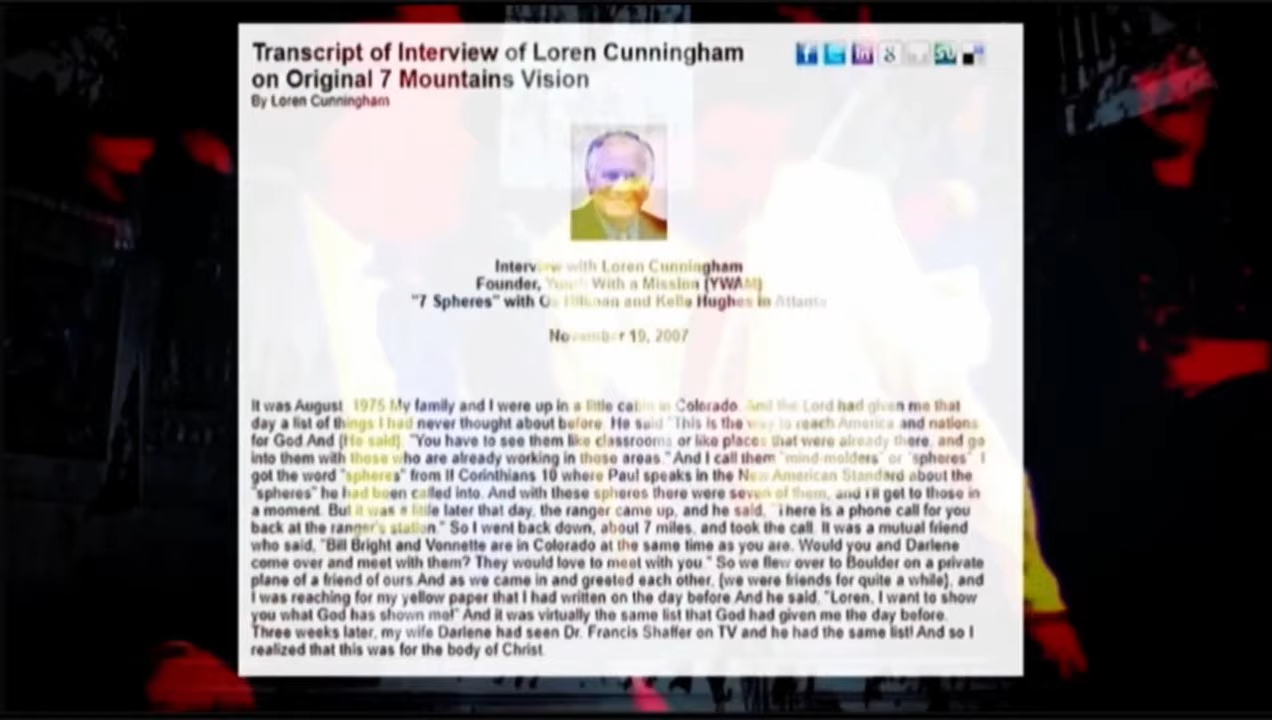 Transcript of Interview of Loren Cunningham
on Original 7 Mountains Vision
By Loren Cunningham
Interview with Loren Cunningham
Founder, Youth With a Mission (YWAM)
"7 Spheres" with Os Hillman and Kelle Hughes in Atlanta
November 19, 2007
It was August, 1975 My family and I were up in a little cabin in Colorado. And the Lord had given me that
day a list of things I had never thought about before. He said "This is the way to reach America and nations
for God And (He said), "You have to see them like classrooms or like places that were already there, and go
into them with those who are already working in those areas." And I call them "mind-molders" or "spheres". I
got the word "spheres" from II Corinthians 10 where Paul speaks in the New American Standard about the
"spheres" he had been called into. And with these spheres there were seven of them, and I'll get to those in
a moment. But it was a little later that day, the ranger came up, and he said, "There is a phone call for you
back at the ranger's station." So I went back down, about 7 miles, and took the call. It was a mutual friend
who said, "Bill Bright and Vonnette are in Colorado at the same time as you are. Would you and Darlene
come over and meet with them? They would love to meet with you." So we flew over to Boulder on a private
plane of a friend of ours And as we came in and greeted each other, (we were friends for quite a while), and
I was reaching for my yellow paper that I had written on the day before And he said, "Loren, I want to show
you what God has shown me!" And it was virtually the same list that God had given me the day before.
Three weeks later, my wife Darlene had seen Dr. Francis Shaffer on TV and he had the same list! And so I
realized that this was for the body of Christ